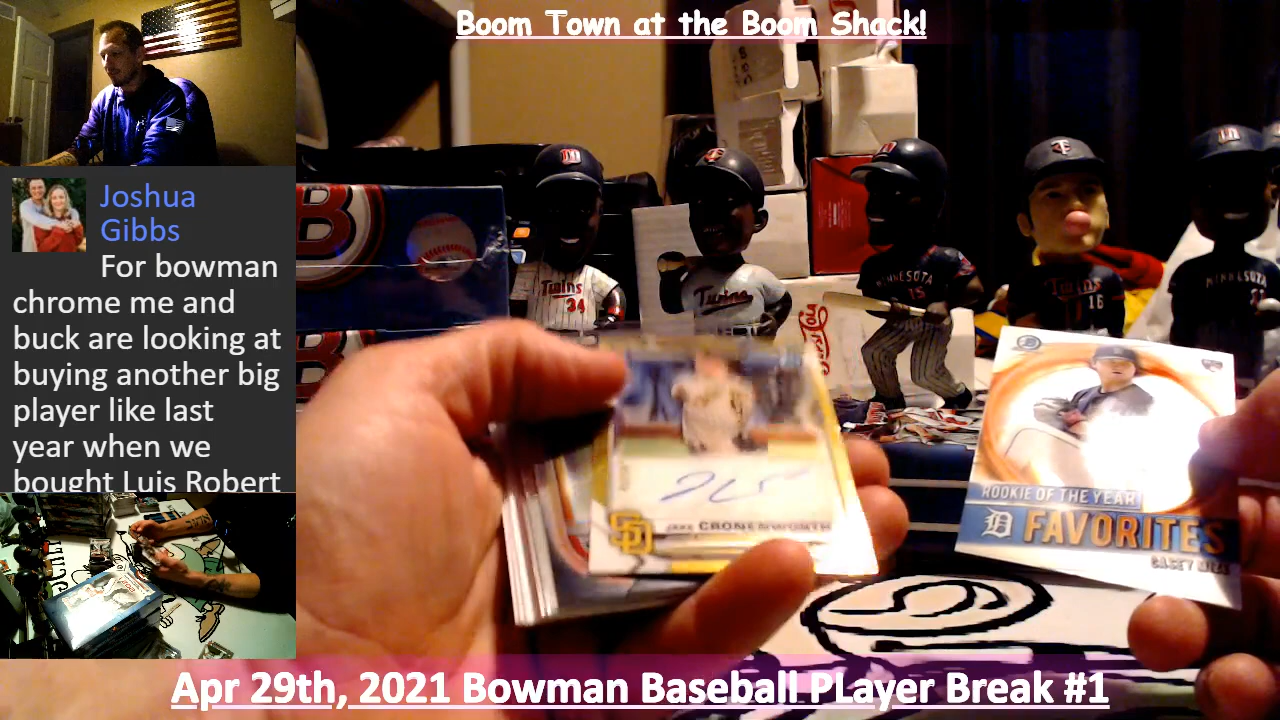 Boom Town at the Boom Shack!
Joshua
Gibbs
For bowman
chrome me and
buck are looking at
buying another big
player like last
year when we
bought Luis Robert
B
Twins
34
Twins
MINNESOTA
15
Twins
16
MINNESOTA
SD
JAKE CRONENWORTH
ROOKIE OF THE YEAR
D FAVORITES
CASEY MIZE
Apr 29th, 2021 Bowman Baseball PLayer Break #1